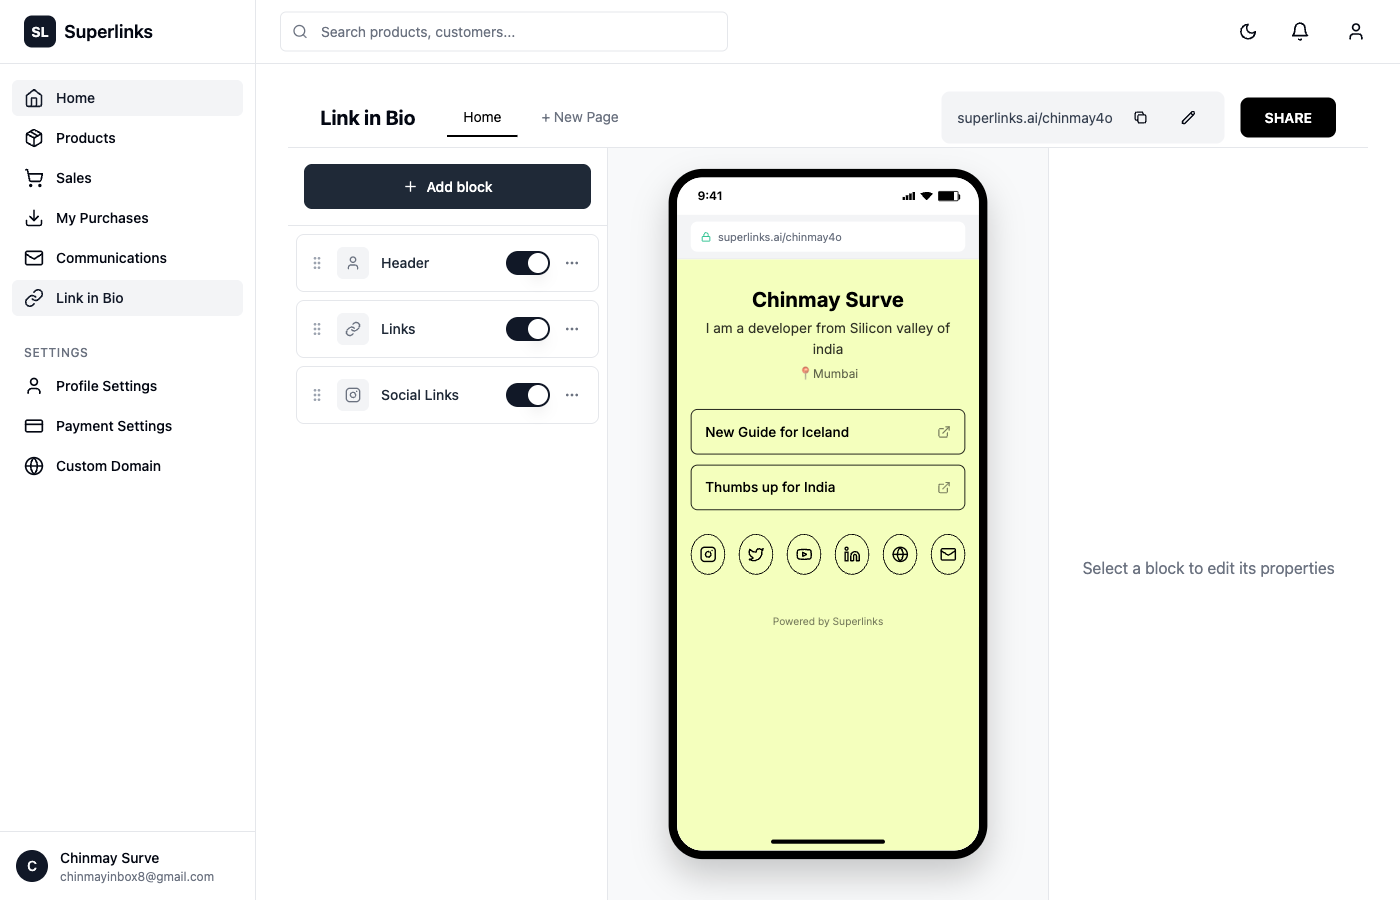 SL Superlinks
Search products, customers...
Home
Products
Sales
My Purchases
Communications
Link in Bio
SETTINGS
Profile Settings
Payment Settings
Custom Domain
C
Chinmay Surve
chinmayinbox8@gmail.com
Link in Bio
Home
+ New Page
superlinks.ai/chinmay4o
SHARE
+ Add block
Header
Links
Social Links
9:41
superlinks.ai/chinmay4o
Chinmay Surve
I am a developer from Silicon valley of
india
Mumbai
New Guide for Iceland
Thumbs up for India
Powered by Superlinks
Select a block to edit its properties